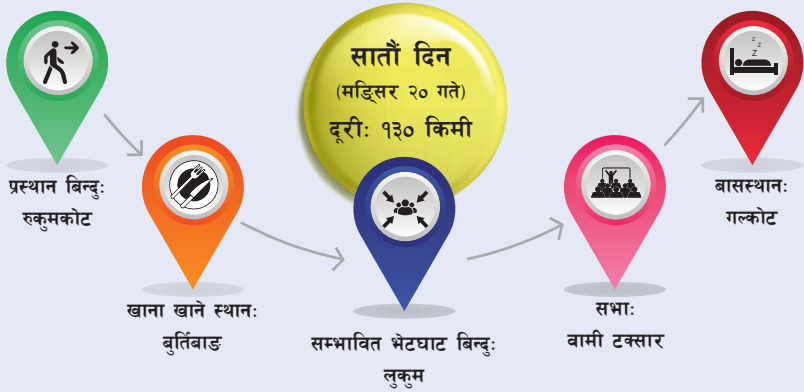 सातौं दिन
(मङ्सिर २० गते)
दूरीः १३० किमी
प्रस्थान बिन्दुः
रुकुमकोट
खाना खाने स्थानः
बुर्तिबाङ
सम्भावित भेटघाट बिन्दुः
लुकुम
सभाः
वामी टक्सार
बासस्थानः
गल्कोट
z
z
z